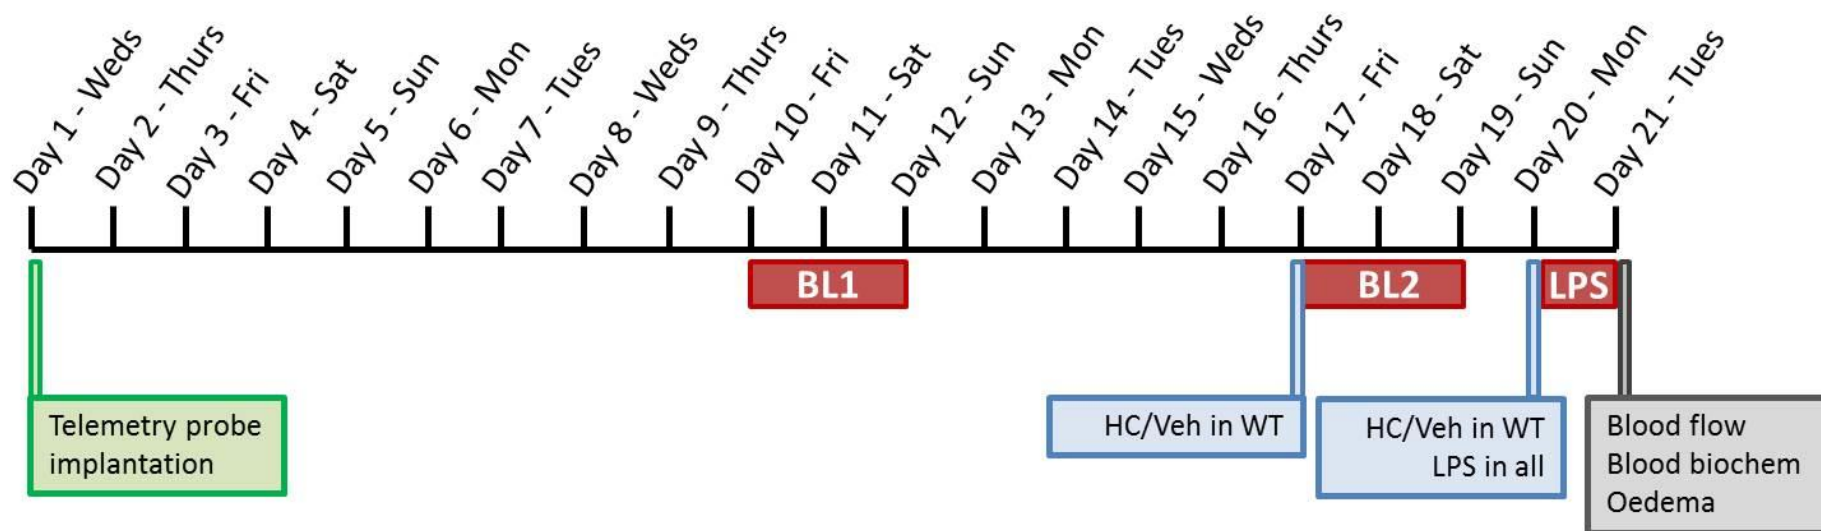 Day 1 - Weds
Day 2 - Thurs
Day 3 - Fri
Day 4 - Sat
Day 5 - Sun
Day 6 - Mon
Day 7 - Tues
Day 8 - Weds
Day 9 - Thurs
Day 10 - Fri
Day 11 - Sat
Day 12 - Sun
Day 13 - Mon
Day 14 - Tues
Day 15 - Weds
Day 16 - Thurs
Day 17 - Fri
Day 18 - Sat
Day 19 - Sun
Day 20 - Mon
Day 21 - Tues
BL1
BL2
LPS
Telemetry probe
implantation
HC/Veh in WT
HC/Veh in WT
LPS in all
Blood flow
Blood biochem
Oedema